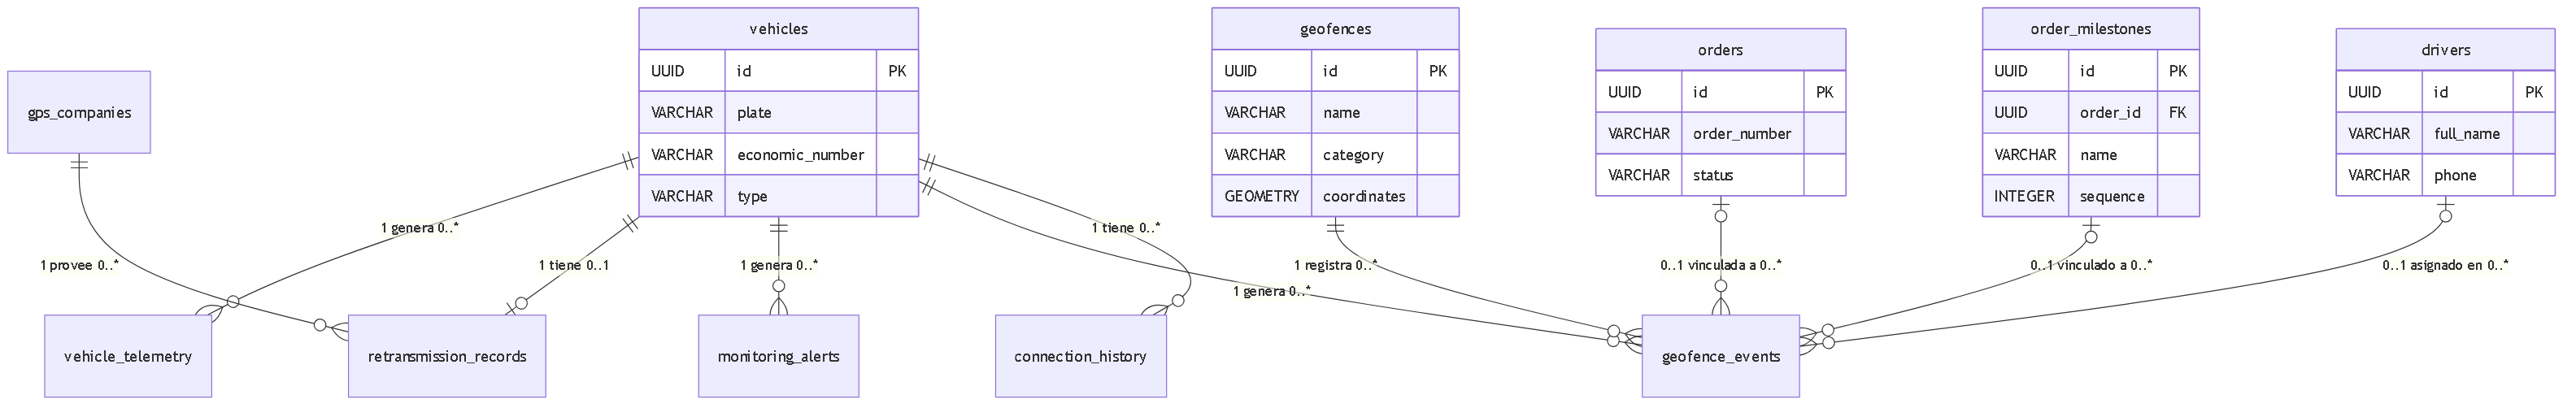 vehicles
UUID id PK
VARCHAR plate
VARCHAR economic_number
VARCHAR type
geofences
UUID id PK
VARCHAR name
VARCHAR category
GEOMETRY coordinates
orders
UUID id PK
VARCHAR order_number
VARCHAR status
order_milestones
UUID id PK
UUID order_id FK
VARCHAR name
INTEGER sequence
drivers
UUID id PK
VARCHAR full_name
VARCHAR phone
gps_companies
1 genera 0..*
1 tiene 0..*
1 provee 0..*
1 tiene 0..1
1 genera 0..*
1 registra 0..*
0..1 vinculada a 0..*
0..1 vinculado a 0..*
0..1 asignado en 0..*
1 genera 0..*
vehicle_telemetry
retransmission_records
monitoring_alerts
connection_history
geofence_events